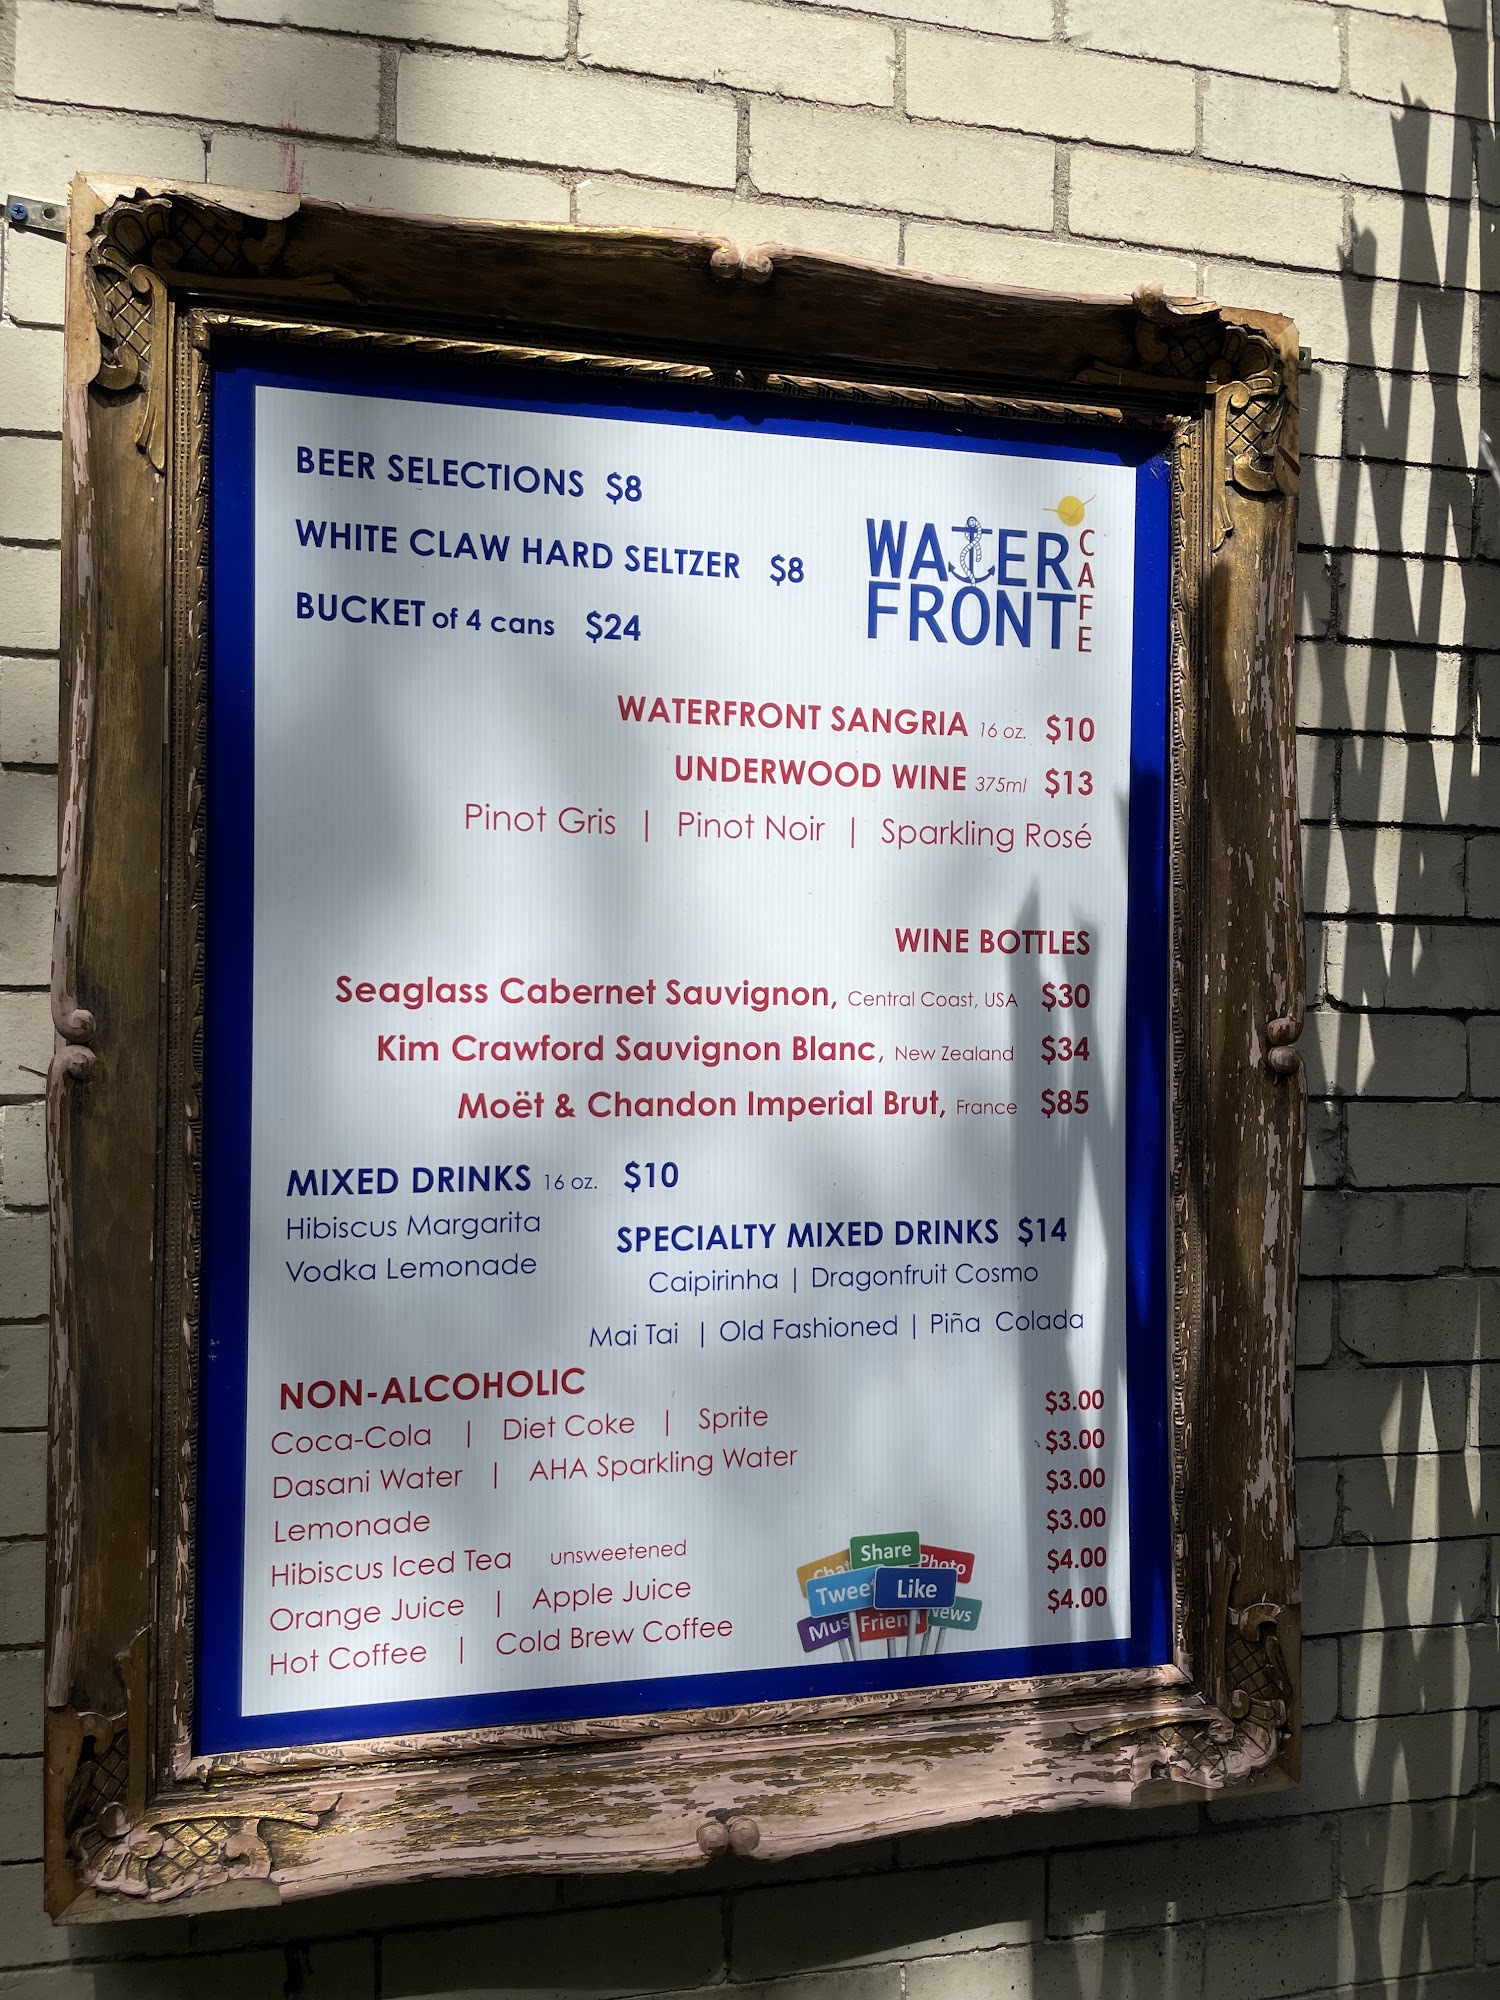 BEER SELECTIONS $8
WHITE CLAW HARD SELTZER $8
BUCKET of 4 cans $24
WATER
FRONT
CAFE
WATERFRONT SANGRIA 16 oz. $10
UNDERWOOD WINE 375ml $13
Pinot Gris | Pinot Noir | Sparkling Rosé
WINE BOTTLES
Seaglass Cabernet Sauvignon, Central Coast, USA $30
Kim Crawford Sauvignon Blanc, New Zealand $34
Moët & Chandon Imperial Brut, France $85
MIXED DRINKS 16 oz. $10
Hibiscus Margarita
Vodka Lemonade
SPECIALTY MIXED DRINKS $14
Caipirinha | Dragonfruit Cosmo
Mai Tai | Old Fashioned | Piña Colada
NON-ALCOHOLIC
Coca-Cola | Diet Coke | Sprite $3.00
Dasani Water | AHA Sparkling Water $3.00
Lemonade $3.00
Hibiscus Iced Tea unsweetened $3.00
Orange Juice | Apple Juice $4.00
Hot Coffee | Cold Brew Coffee $4.00
Share
Photo
Like
News
Friend